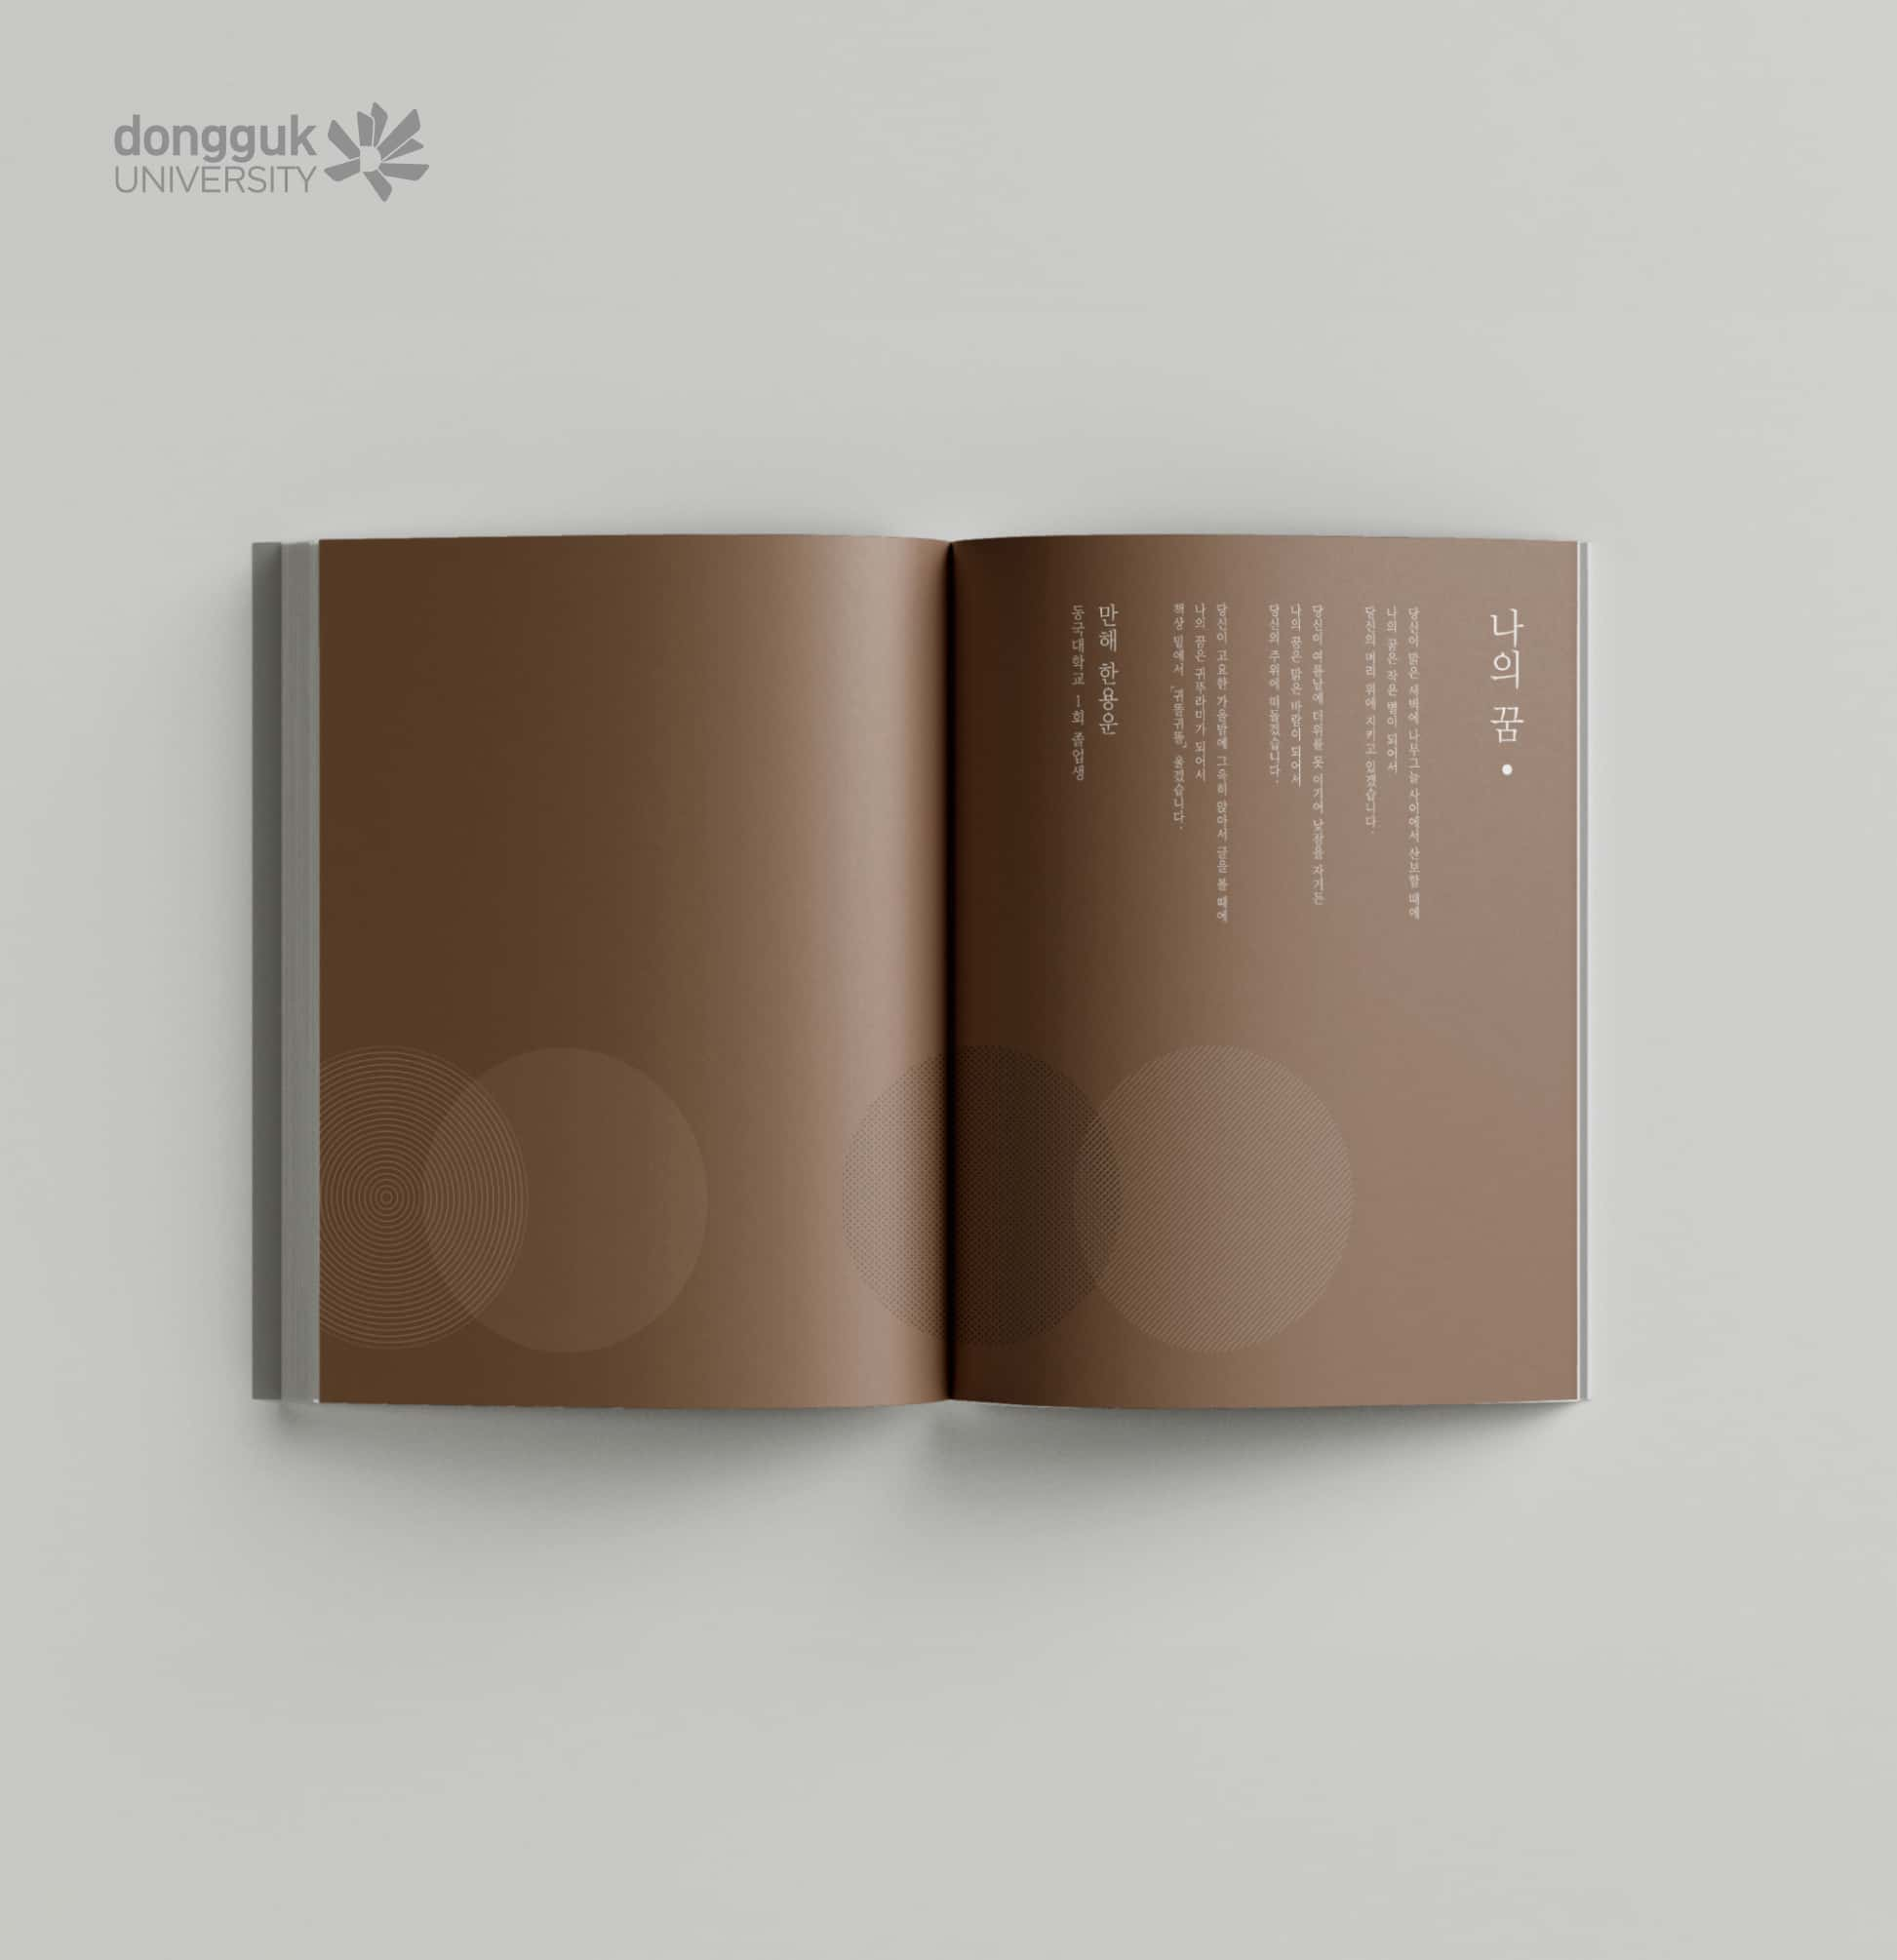 dongguk
UNIVERSITY
나의 꿈
당신이 맑은 새벽에 나무그늘 사이에서 산보할 때에
나의 꿈은 작은 별이 되어서
당신의 머리 위에 지키고 있겠습니다.
당신이 여름날에 더위를 못 이기어 낮잠을 자거든
나의 꿈은 맑은 바람이 되어서
당신의 주위에 떠돌겠습니다.
당신이 고요한 가을밤에 그윽히 앉아서 글을 볼 때에
나의 꿈은 귀뚜라미가 되어서
책상 밑에서 「귀똘귀똘」 울겠습니다.
만해 한용운
동국대학교 1회 졸업생